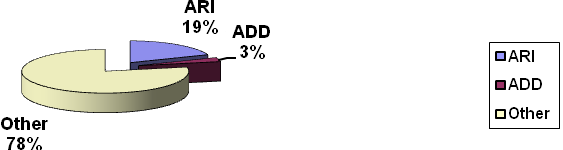 ARI
19%
ADD
3%
Other
78%
ARI
ADD
Other